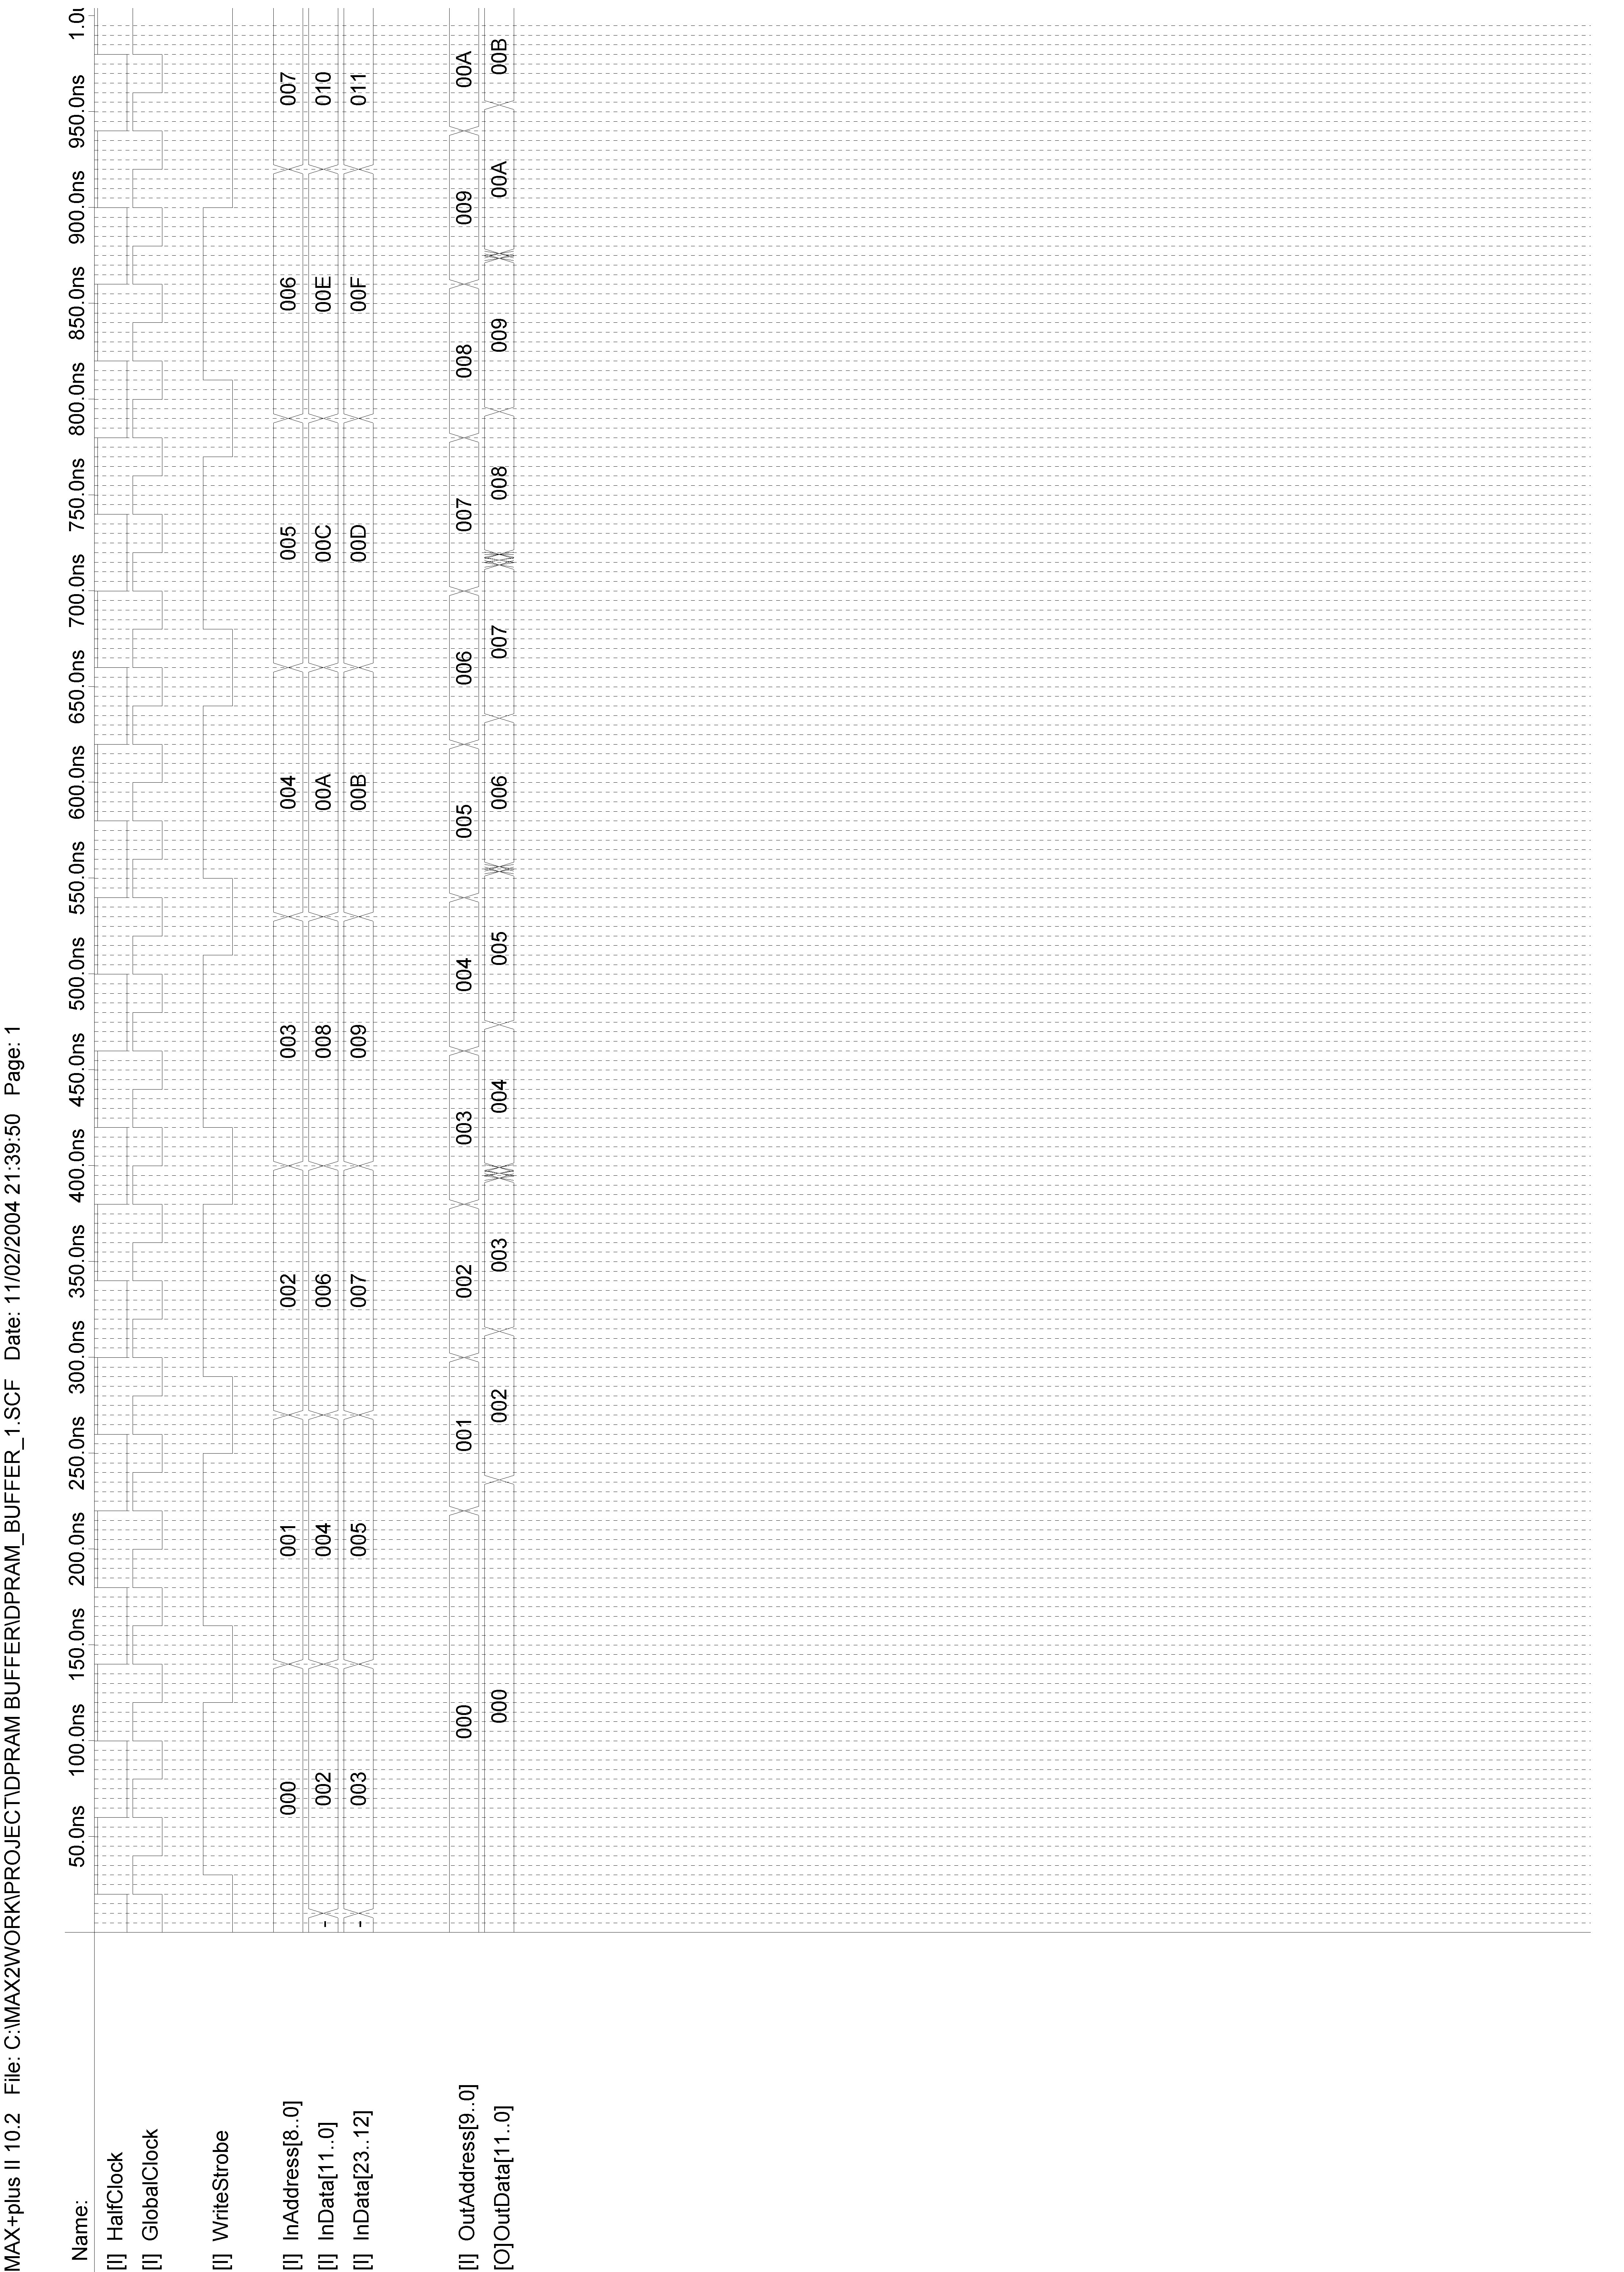 MAX+plus II 10.2 File: C:\MAX2WORK\PROJECT\DPRAM BUFFER\DPRAM_BUFFER_1.SCF Date: 11/02/2004 21:39:50 Page: 1
Name: 50.0ns 100.0ns 150.0ns 200.0ns 250.0ns 300.0ns 350.0ns 400.0ns 450.0ns 500.0ns 550.0ns 600.0ns 650.0ns 700.0ns 750.0ns 800.0ns 850.0ns 900.0ns 950.0ns
[I] HalfClock
[I] GlobalClock
[I] WriteStrobe
[I] InAddress[8..0] 000 001 002 003 004 005 006 007
[I] InData[11..0] - 002 004 006 008 00A 00C 00E 010
[I] InData[23..12] - 003 005 007 009 00B 00D 00F 011
[I] OutAddress[9..0] 000 001 002 003 004 005 006 007 008 009 00A
[O]OutData[11..0] 000 002 003 004 005 006 007 008 009 00A 00B